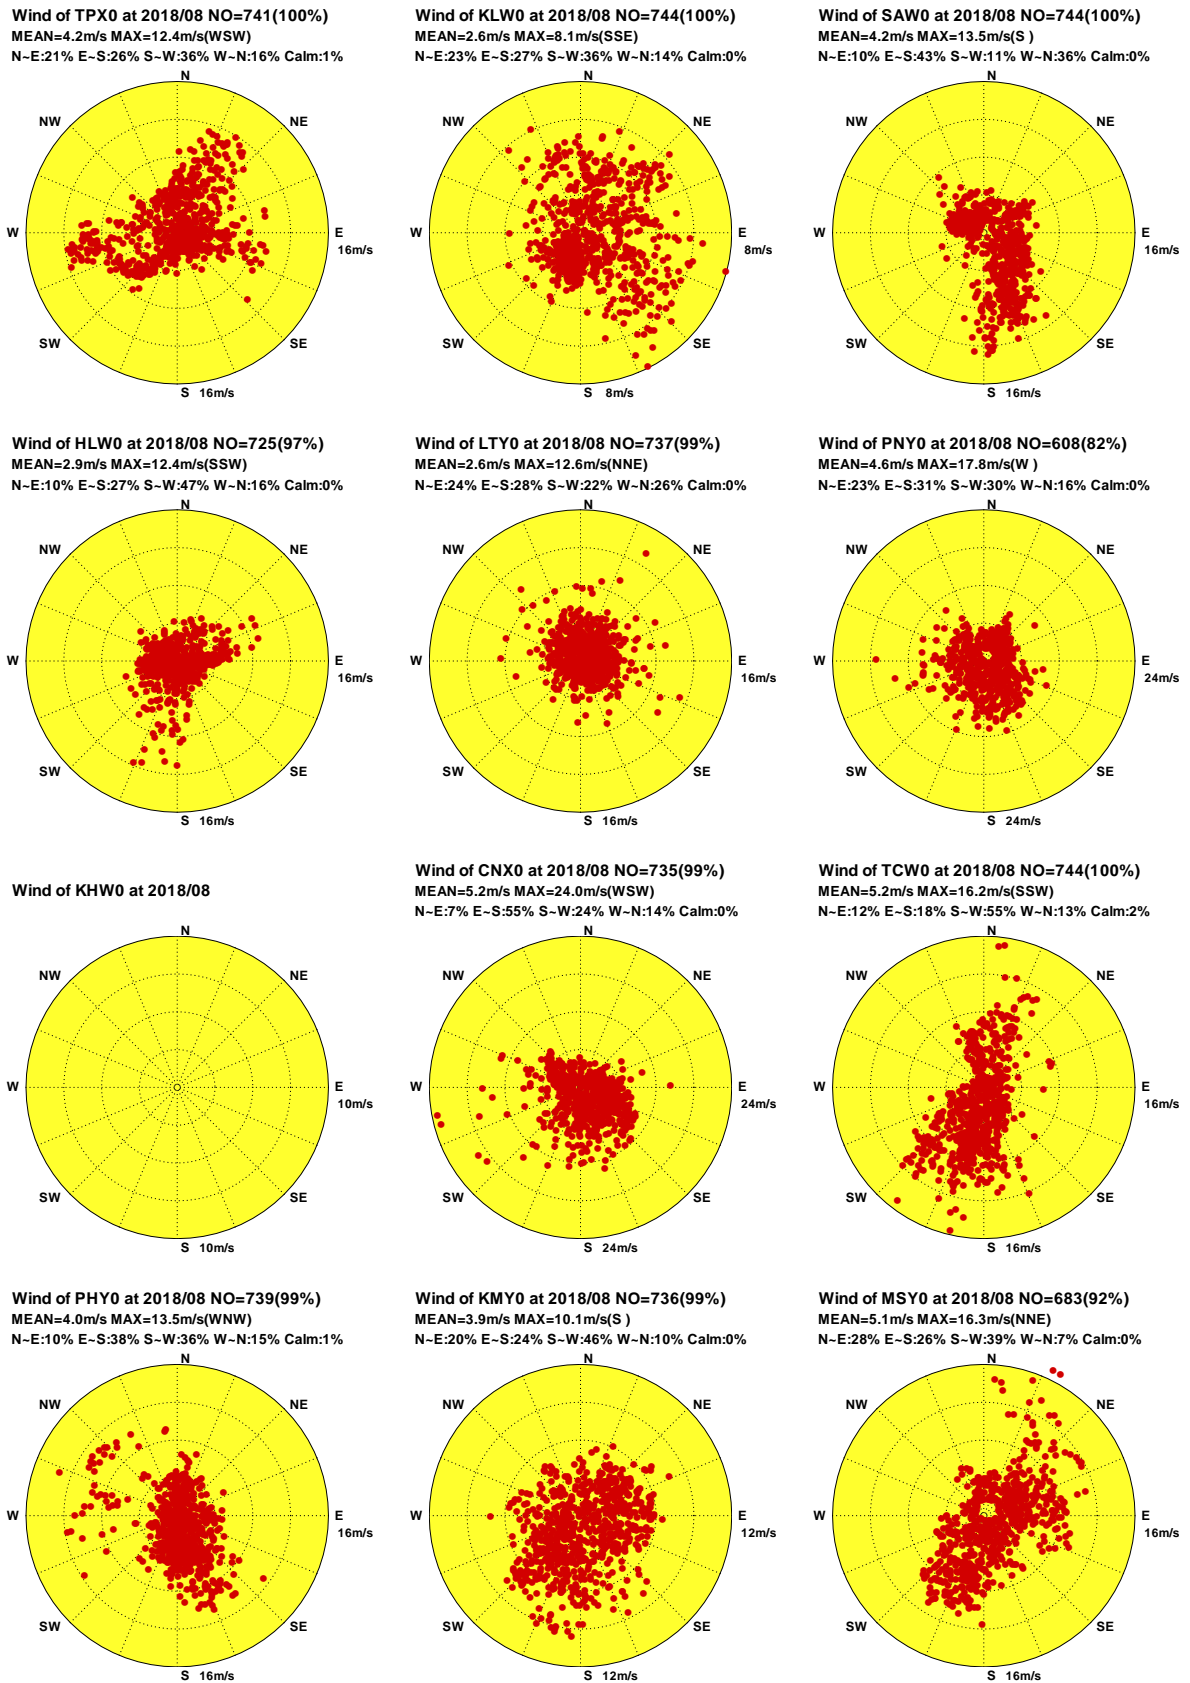 Wind of TPX0 at 2018/08 NO=741(100%)
MEAN=4.2m/s MAX=12.4m/s(WSW)
N~E:21% E~S:26% S~W:36% W~N:16% Calm:1%
N
NW
NE
W
E
16m/s
SW
SE
S 16m/s
Wind of KLW0 at 2018/08 NO=744(100%)
MEAN=2.6m/s MAX=8.1m/s(SSE)
N~E:23% E~S:27% S~W:36% W~N:14% Calm:0%
N
NW
NE
W
E
8m/s
SW
SE
S 8m/s
Wind of SAW0 at 2018/08 NO=744(100%)
MEAN=4.2m/s MAX=13.5m/s(S )
N~E:10% E~S:43% S~W:11% W~N:36% Calm:0%
N
NW
NE
W
E
16m/s
SW
SE
S 16m/s
Wind of HLW0 at 2018/08 NO=725(97%)
MEAN=2.9m/s MAX=12.4m/s(SSW)
N~E:10% E~S:27% S~W:47% W~N:16% Calm:0%
N
NW
NE
W
E
16m/s
SW
SE
S 16m/s
Wind of LTY0 at 2018/08 NO=737(99%)
MEAN=2.6m/s MAX=12.6m/s(NNE)
N~E:24% E~S:28% S~W:22% W~N:26% Calm:0%
N
NW
NE
W
E
16m/s
SW
SE
S 16m/s
Wind of PNY0 at 2018/08 NO=608(82%)
MEAN=4.6m/s MAX=17.8m/s(W )
N~E:23% E~S:31% S~W:30% W~N:16% Calm:0%
N
NW
NE
W
E
24m/s
SW
SE
S 24m/s
Wind of KHW0 at 2018/08
N
NW
NE
W
E
10m/s
SW
SE
S 10m/s
Wind of CNX0 at 2018/08 NO=735(99%)
MEAN=5.2m/s MAX=24.0m/s(WSW)
N~E:7% E~S:55% S~W:24% W~N:14% Calm:0%
N
NW
NE
W
E
24m/s
SW
SE
S 24m/s
Wind of TCW0 at 2018/08 NO=744(100%)
MEAN=5.2m/s MAX=16.2m/s(SSW)
N~E:12% E~S:18% S~W:55% W~N:13% Calm:2%
N
NW
NE
W
E
16m/s
SW
SE
S 16m/s
Wind of PHY0 at 2018/08 NO=739(99%)
MEAN=4.0m/s MAX=13.5m/s(WNW)
N~E:10% E~S:38% S~W:36% W~N:15% Calm:1%
N
NW
NE
W
E
16m/s
SW
SE
S 16m/s
Wind of KMY0 at 2018/08 NO=736(99%)
MEAN=3.9m/s MAX=10.1m/s(S )
N~E:20% E~S:24% S~W:46% W~N:10% Calm:0%
N
NW
NE
W
E
12m/s
SW
SE
S 12m/s
Wind of MSY0 at 2018/08 NO=683(92%)
MEAN=5.1m/s MAX=16.3m/s(NNE)
N~E:28% E~S:26% S~W:39% W~N:7% Calm:0%
N
NW
NE
W
E
16m/s
SW
SE
S 16m/s